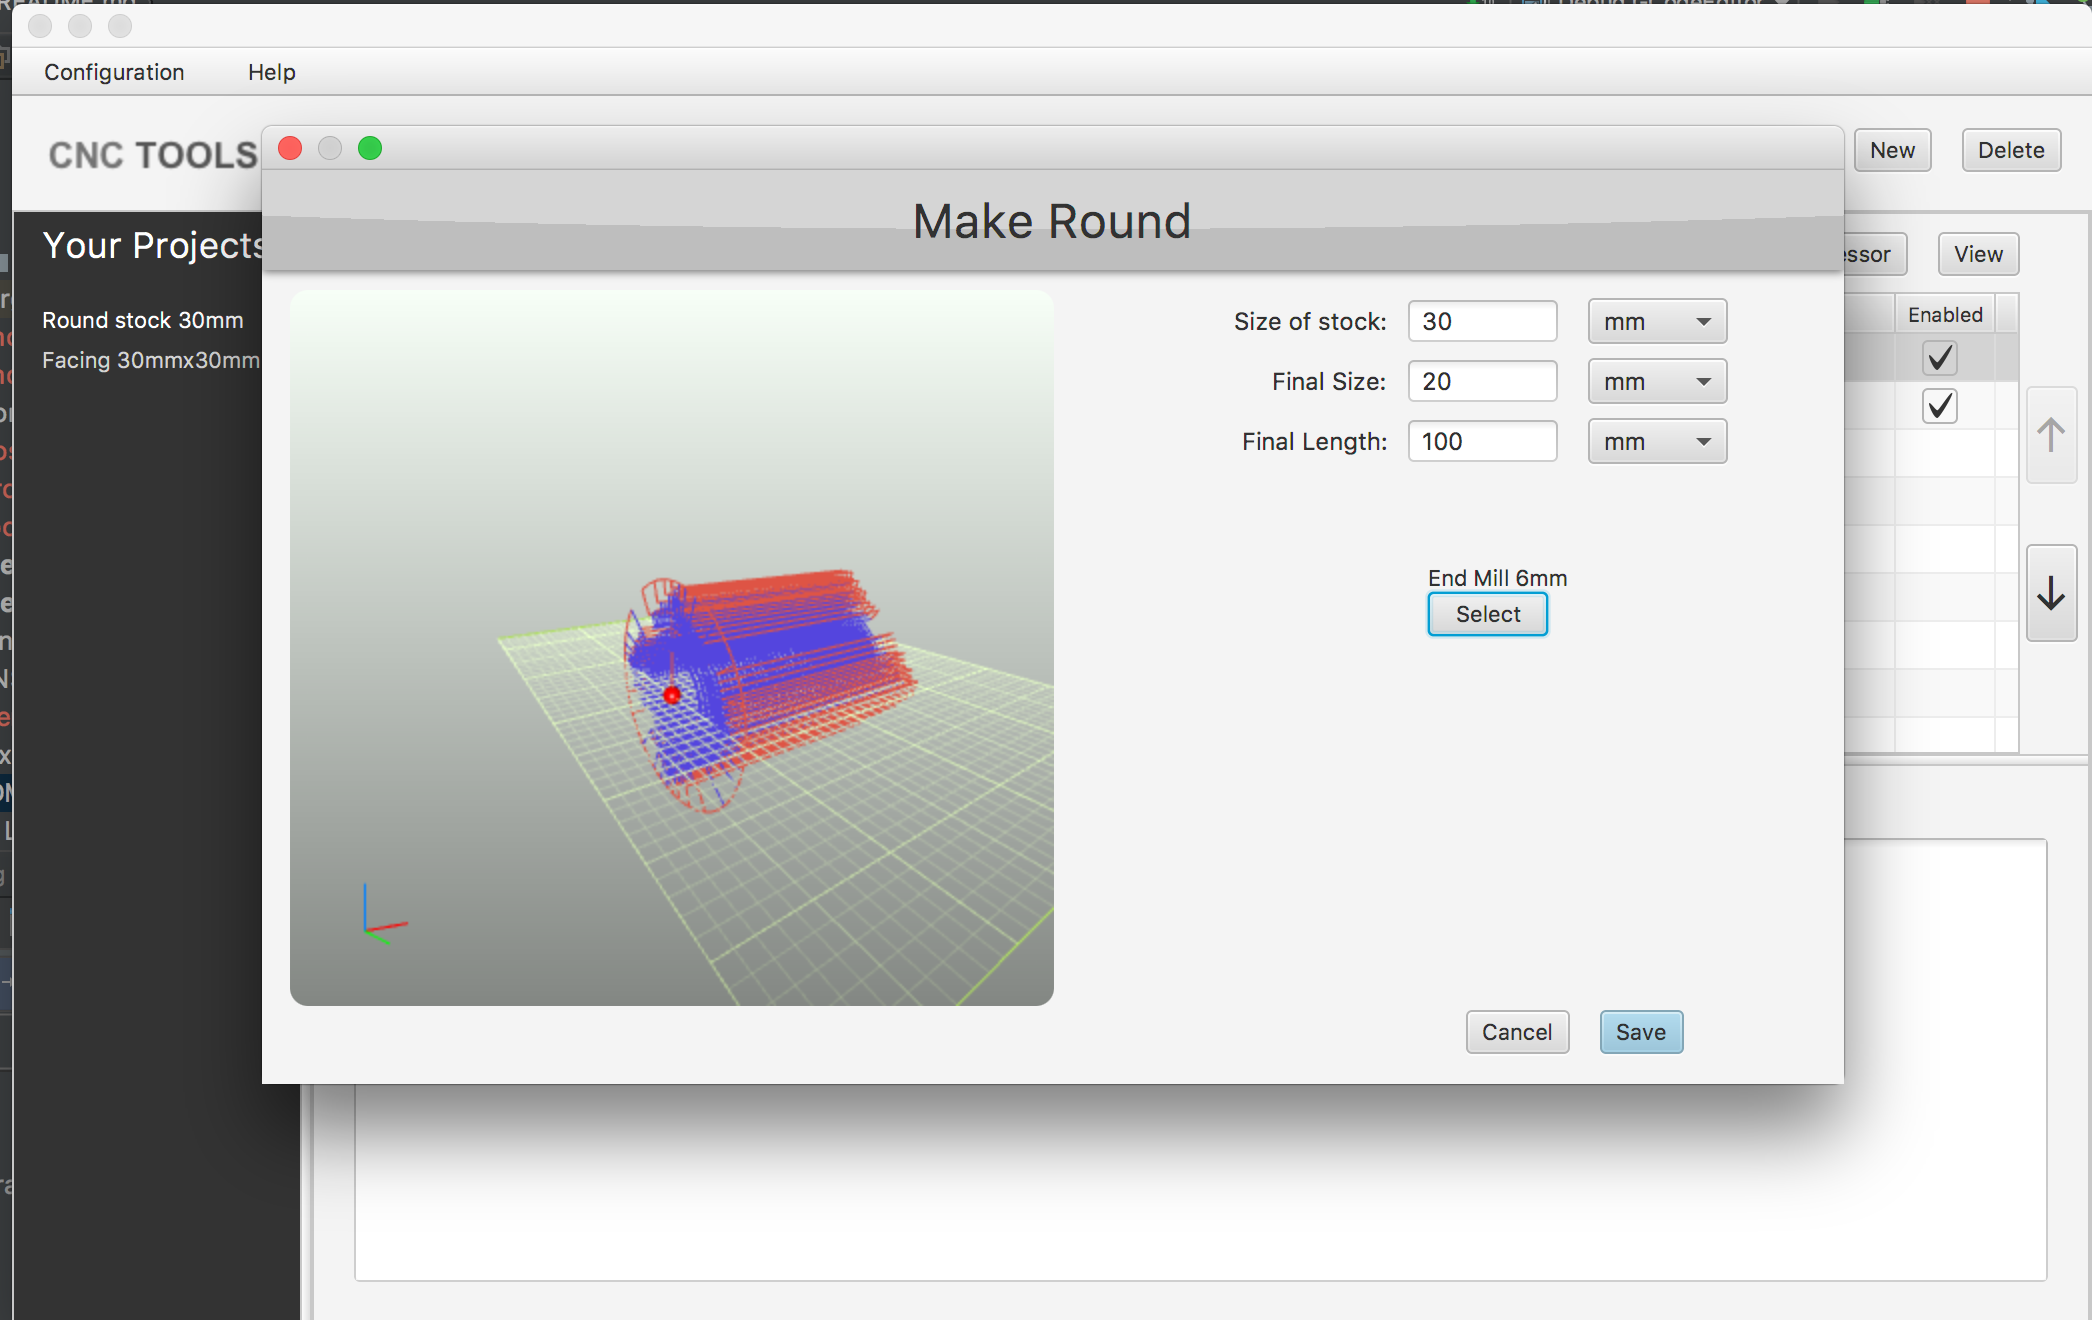 Configuration
Help
CNC TOOLS
New
Delete
Make Round
Your Projects
View
Round stock 30mm
Facing 30mmx30mm
Size of stock:
30
mm
Final Size:
20
mm
Final Length:
100
mm
Enabled
End Mill 6mm
Select
Cancel
Save